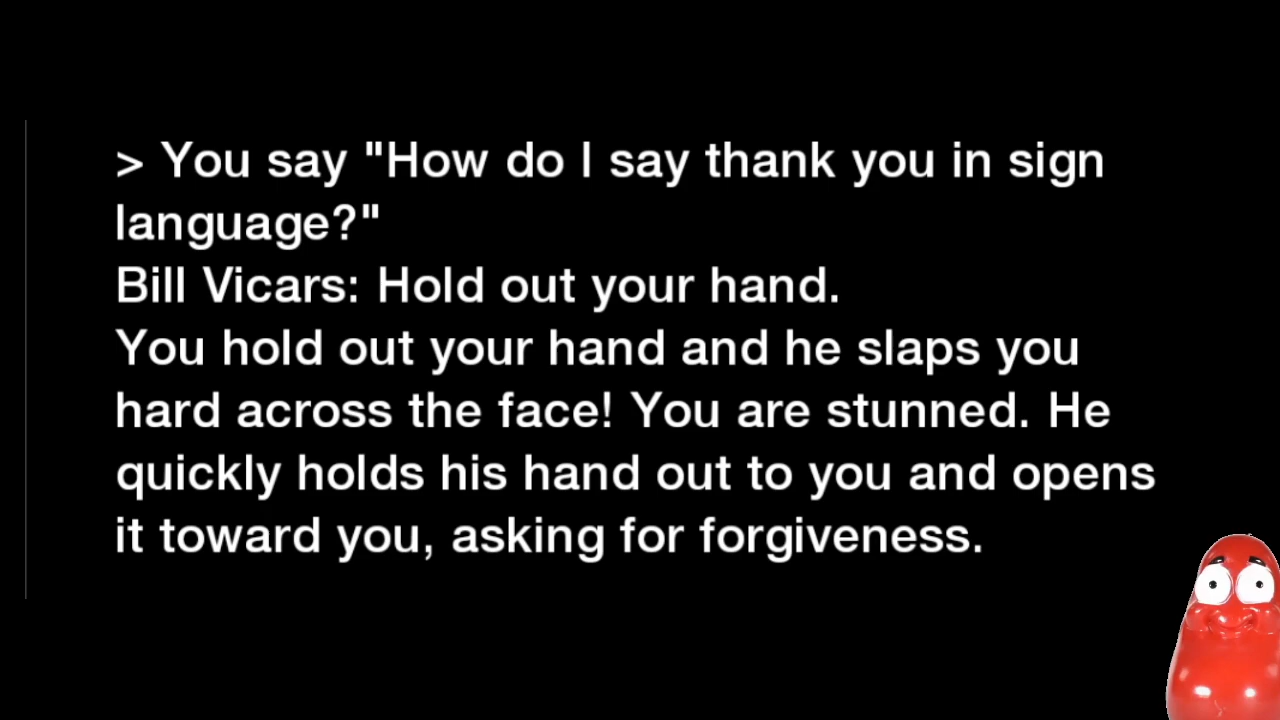 > You say "How do I say thank you in sign
language?"
Bill Vicars: Hold out your hand.
You hold out your hand and he slaps you
hard across the face! You are stunned. He
quickly holds his hand out to you and opens
it toward you, asking for forgiveness.